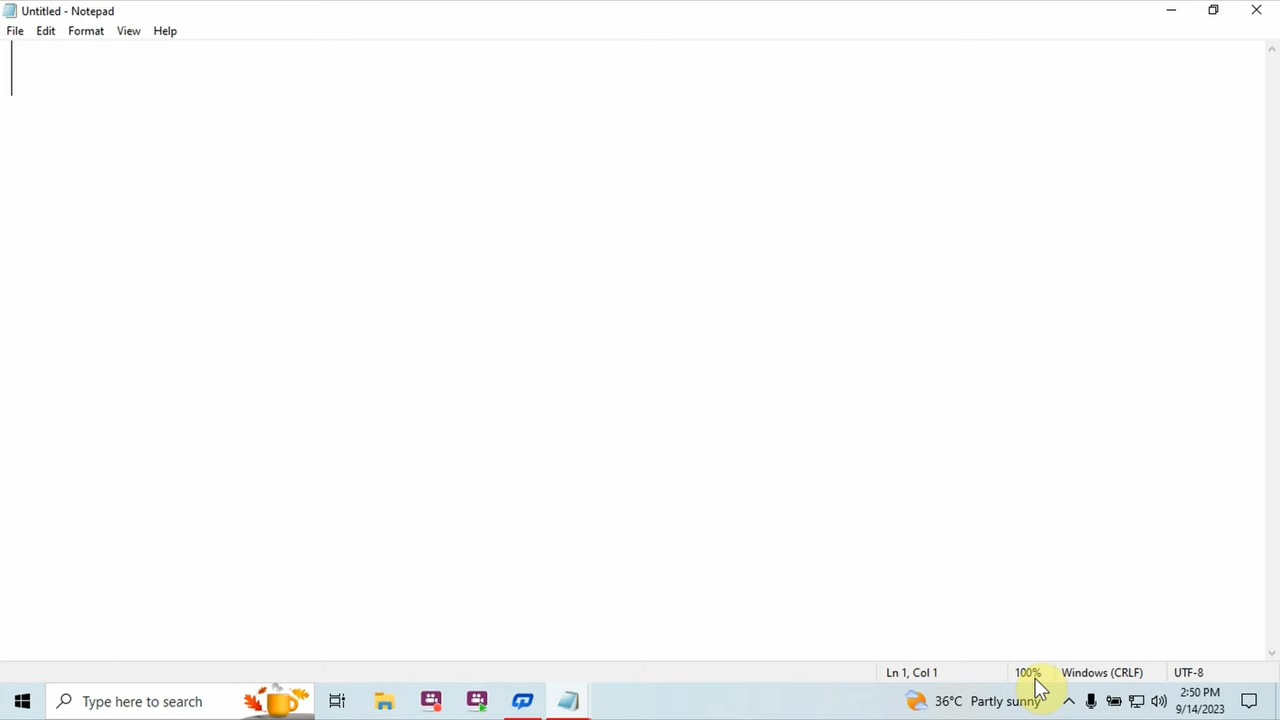 Untitled - Notepad
File Edit Format View Help
Ln 1, Col 1 100% Windows (CRLF) UTF-8
Type here to search 36°C Partly sunny 2:50 PM
9/14/2023